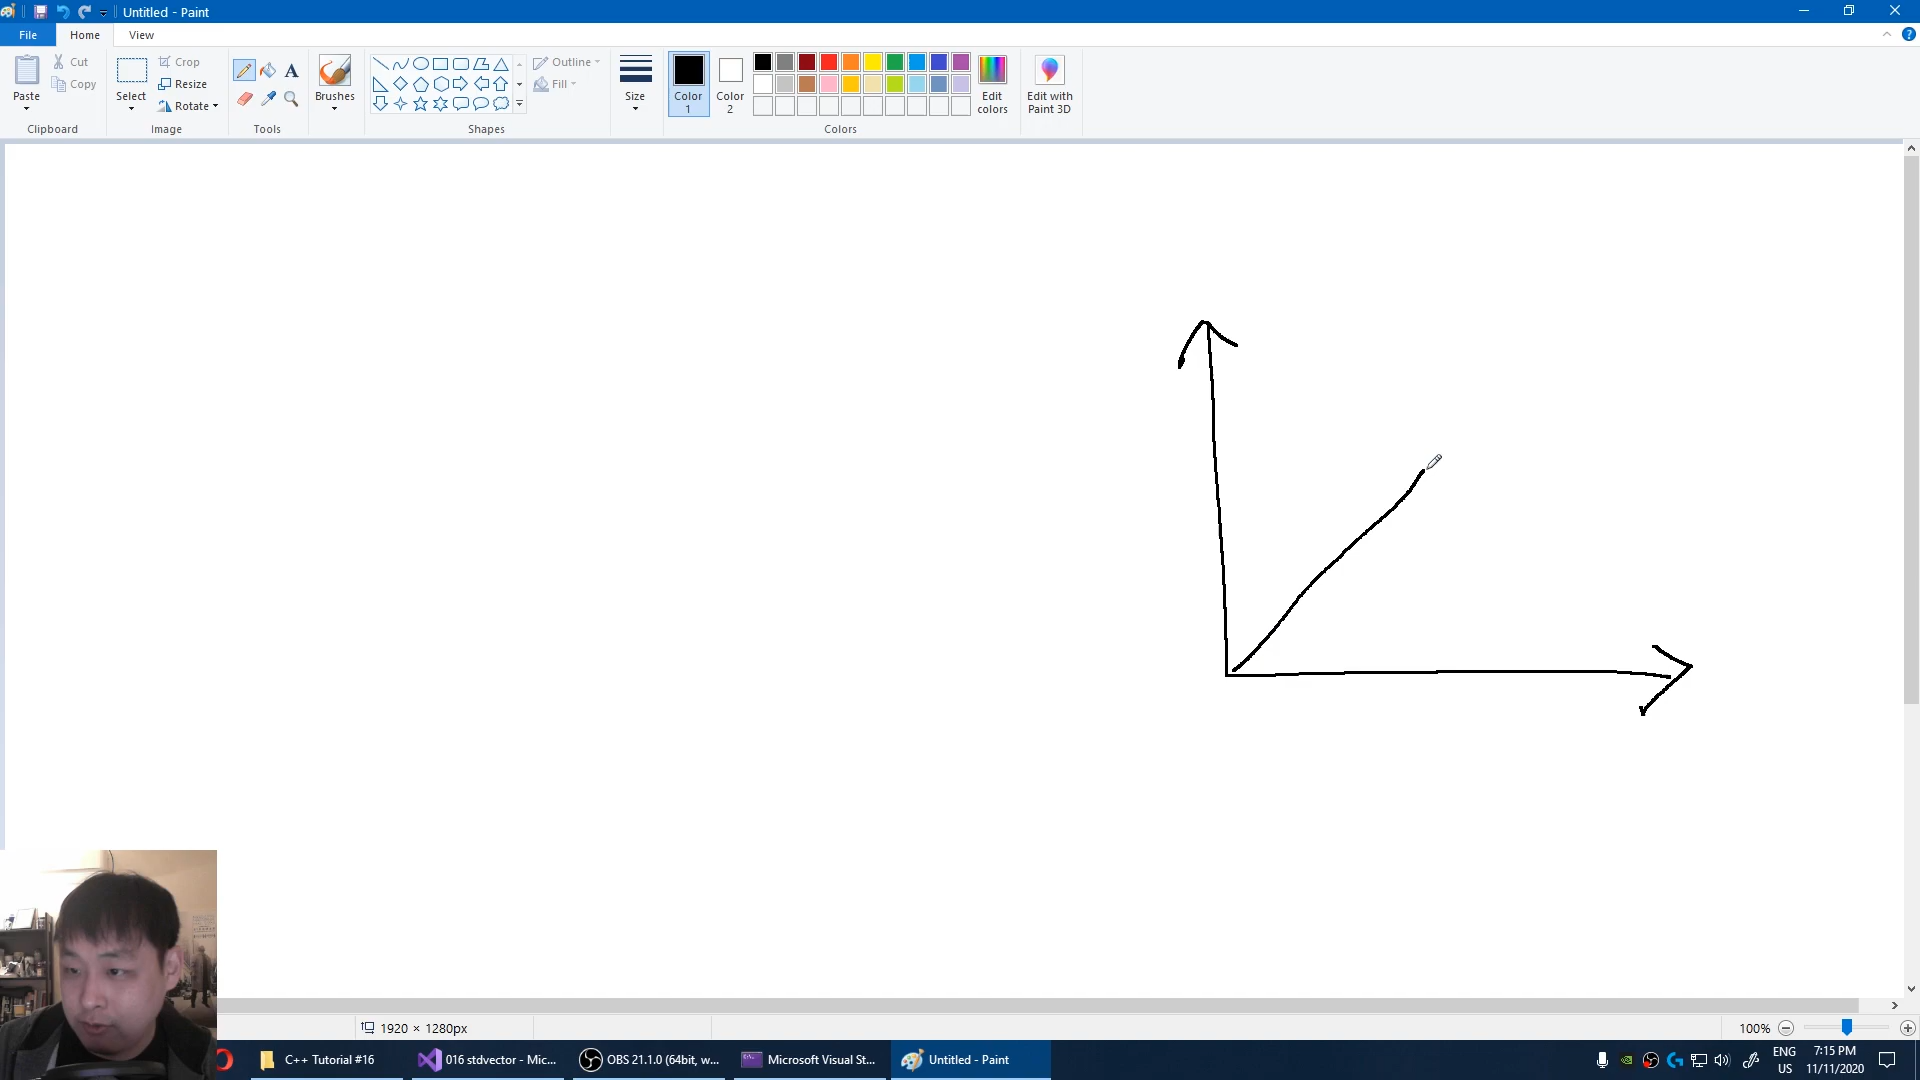 Untitled - Paint
File
Home
View
Paste
Cut
Copy
Clipboard
Select
Crop
Resize
Rotate
Image
A
Tools
Brushes
Shapes
Outline
Fill
Size
Color 1
Color 2
Colors
Edit colors
Edit with Paint 3D
1920 × 1280px
100%
C++ Tutorial #16
016 stdvector - Mic...
OBS 21.1.0 (64bit, w...
Microsoft Visual St...
Untitled - Paint
ENG
US
7:15 PM
11/11/2020